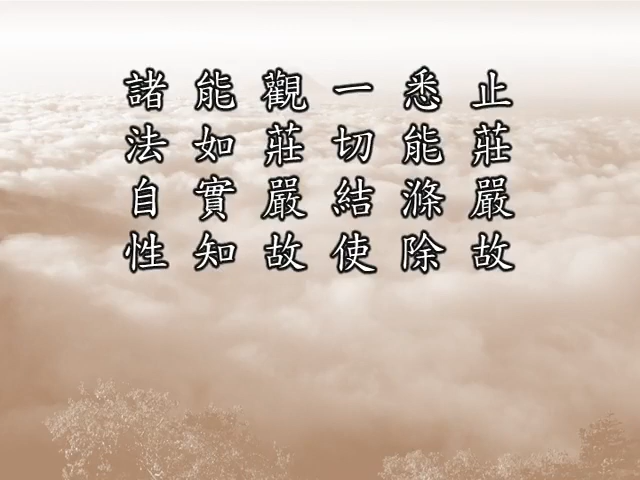 止莊嚴故
悉能滌除
一切結使
觀莊嚴故
能如實知
諸法自性